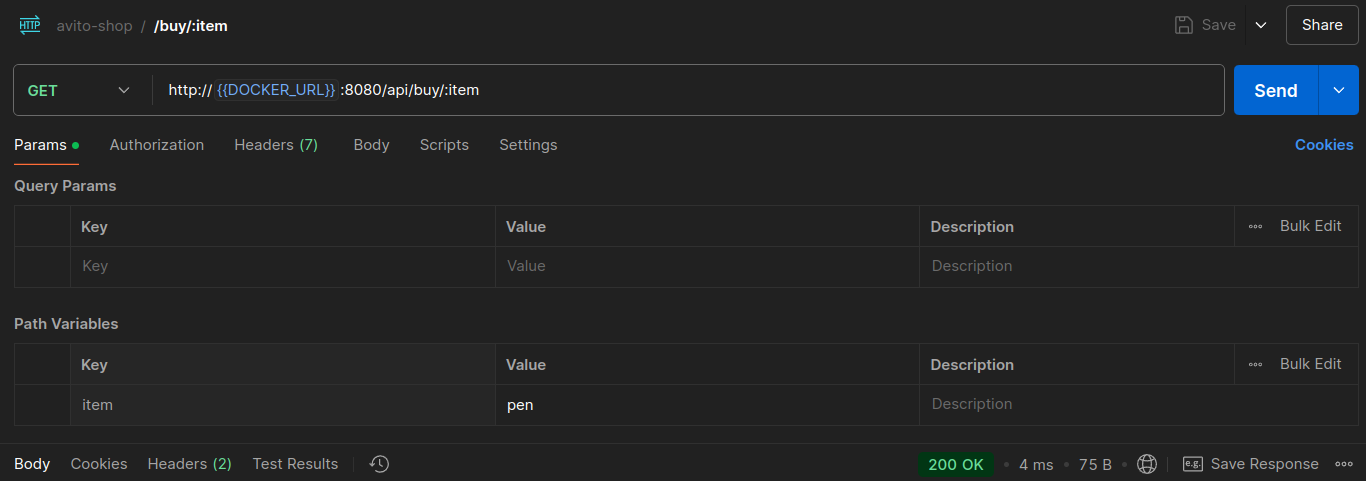 HTTP avito-shop / /buy/:item Save Share
GET http:// {{DOCKER_URL}} :8080/api/buy/:item Send
Params Authorization Headers (7) Body Scripts Settings Cookies
Query Params
Key Value Description Bulk Edit
Key Value Description
Path Variables
Key Value Description Bulk Edit
item pen Description
Body Cookies Headers (2) Test Results 200 OK 4 ms 75 B e.g. Save Response